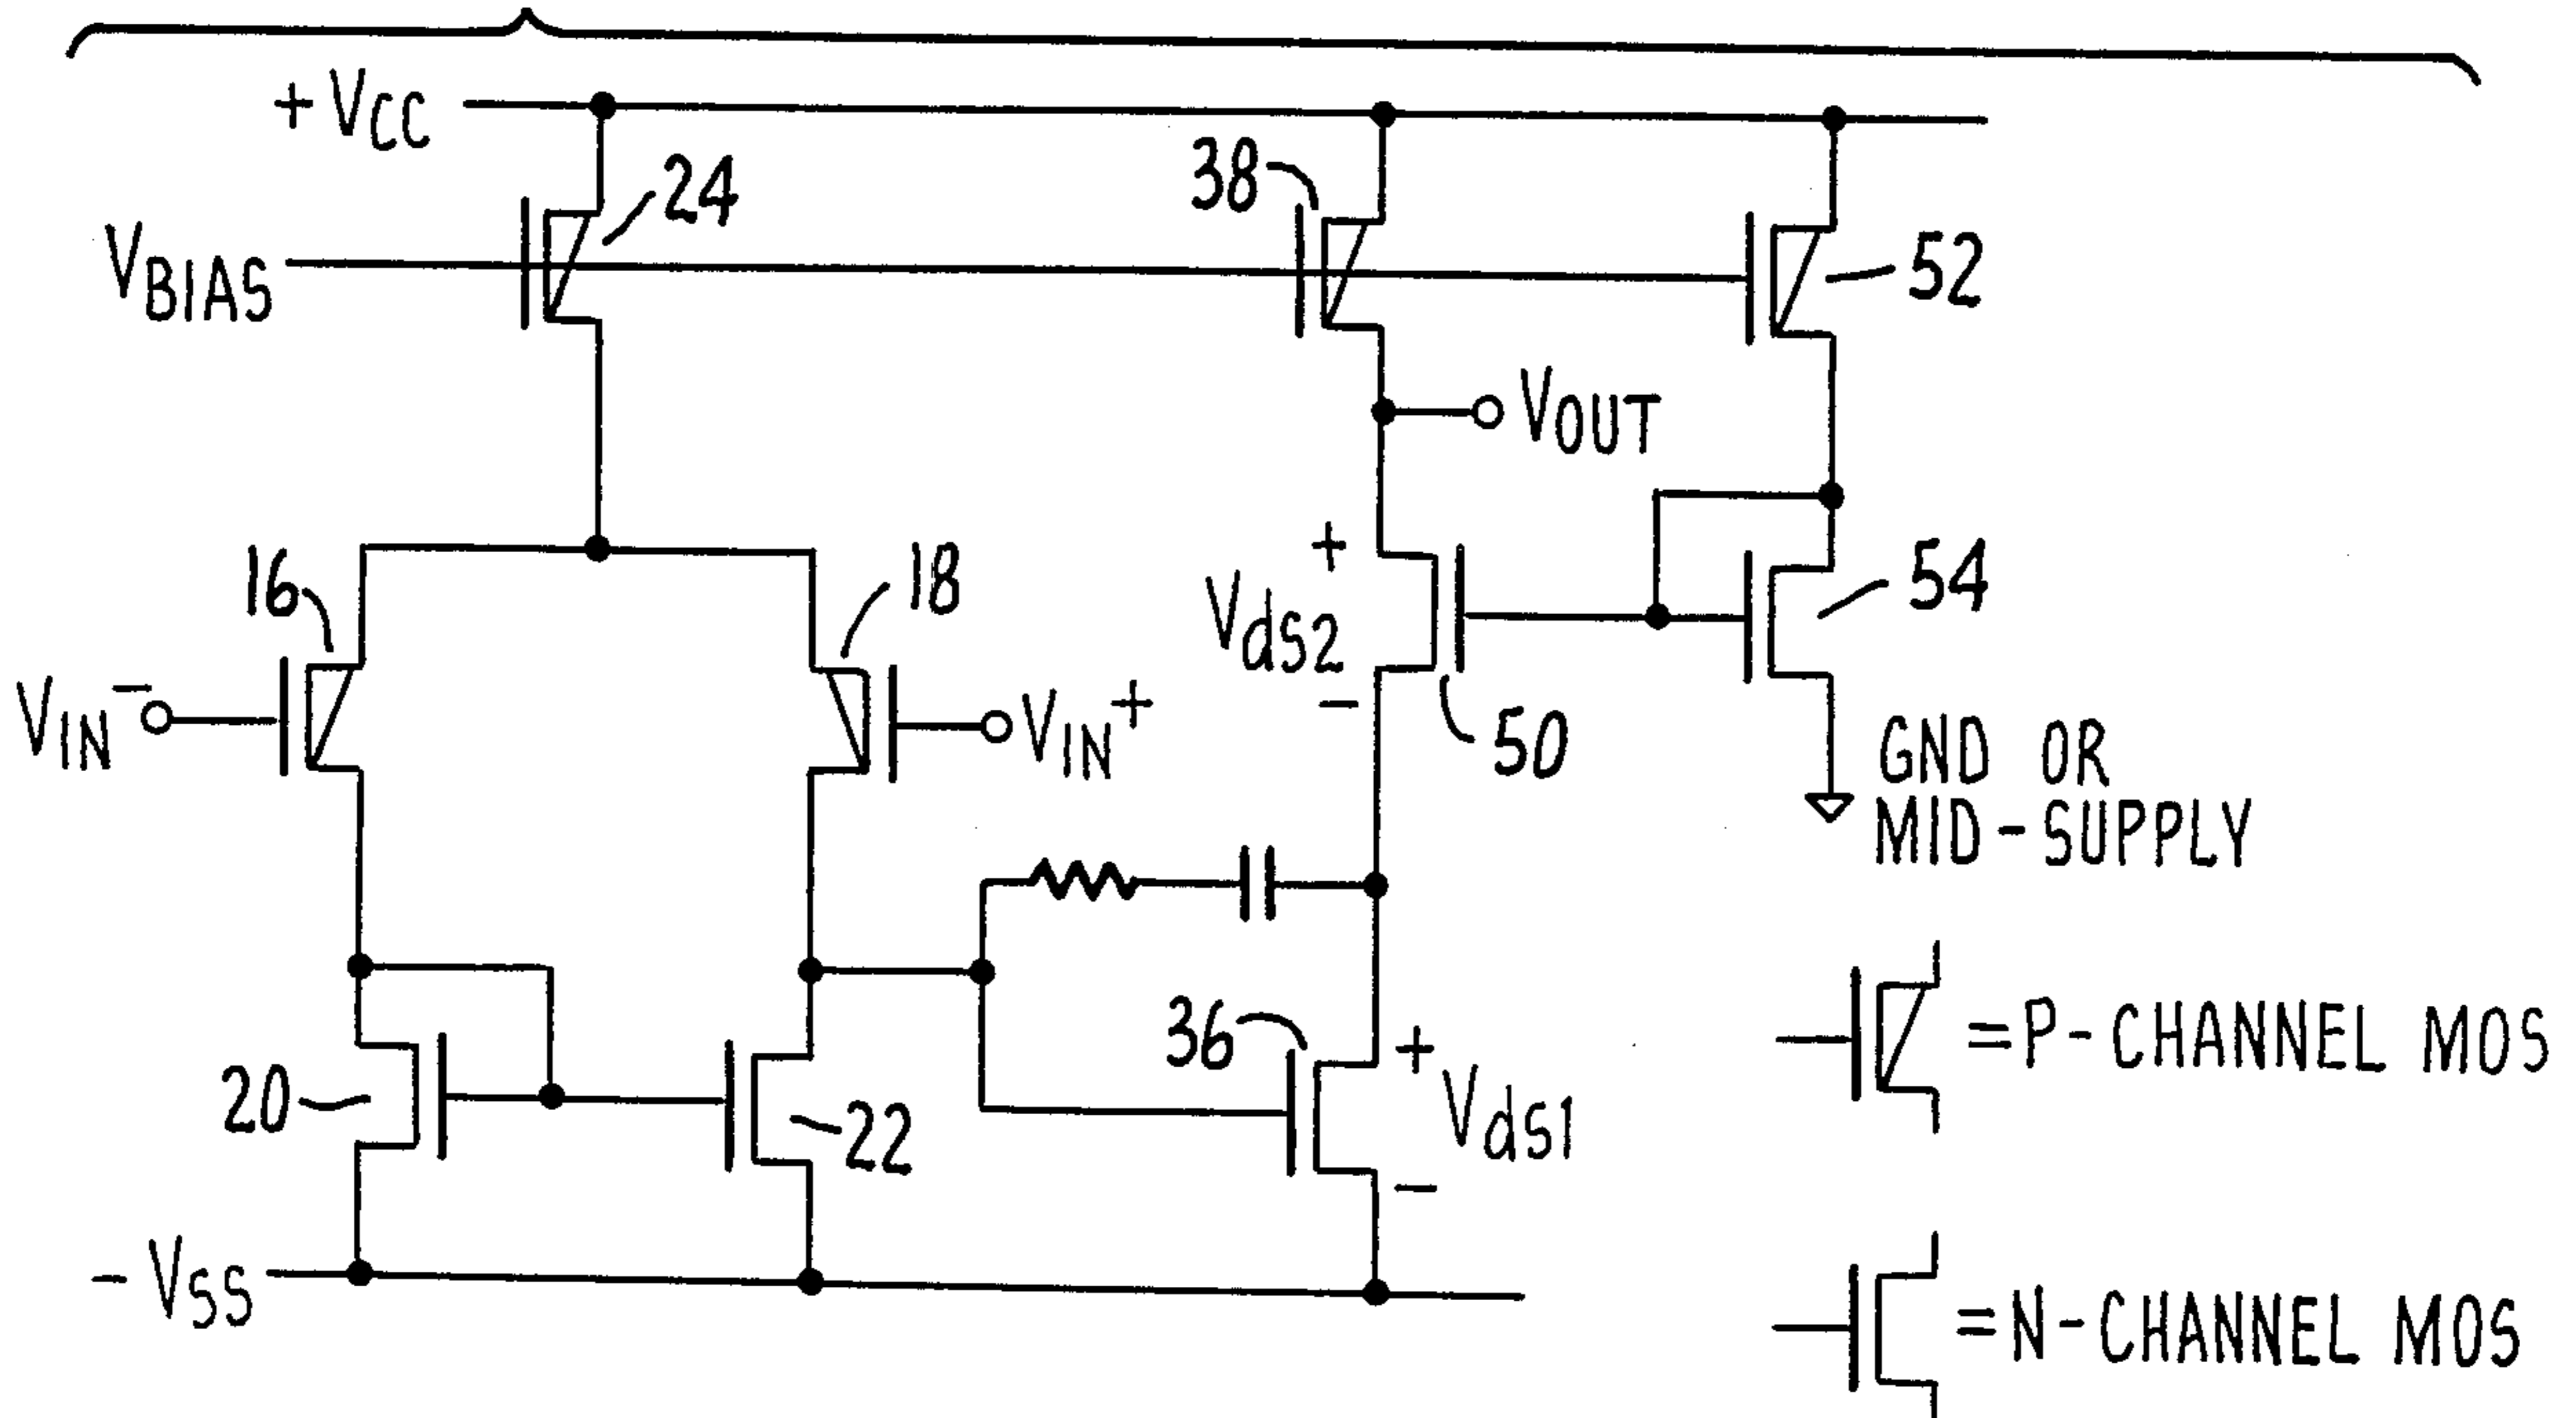 + VCC
24
38
VBIAS
52
VOUT
16
18
+
Vds2
-
54
VIN-
VIN+
50
GND OR
MID-SUPPLY
36
+
Vds1
-
20
22
= P-CHANNEL MOS
- VSS
= N-CHANNEL MOS